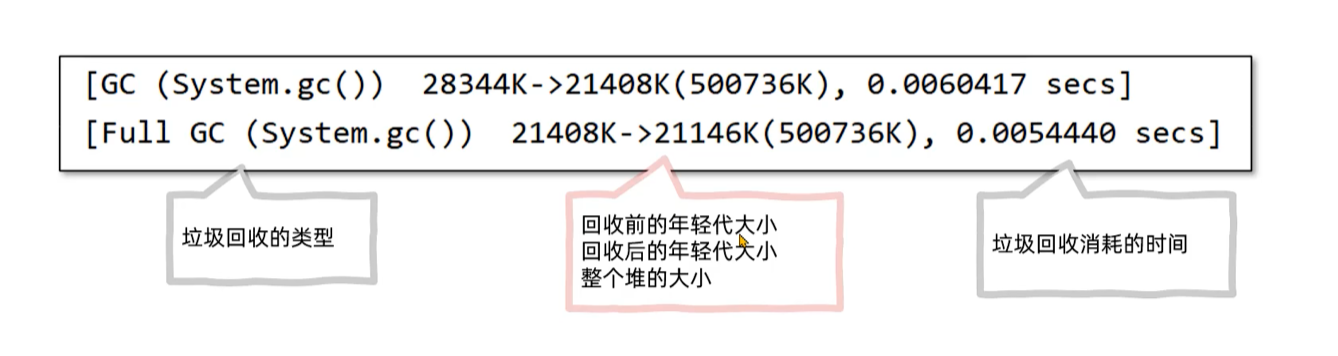 [GC (System.gc())  28344K->21408K(500736K), 0.0060417 secs]
[Full GC (System.gc())  21408K->21146K(500736K), 0.0054440 secs]
垃圾回收的类型
回收前的年轻代大小
回收后的年轻代大小
整个堆的大小
垃圾回收消耗的时间